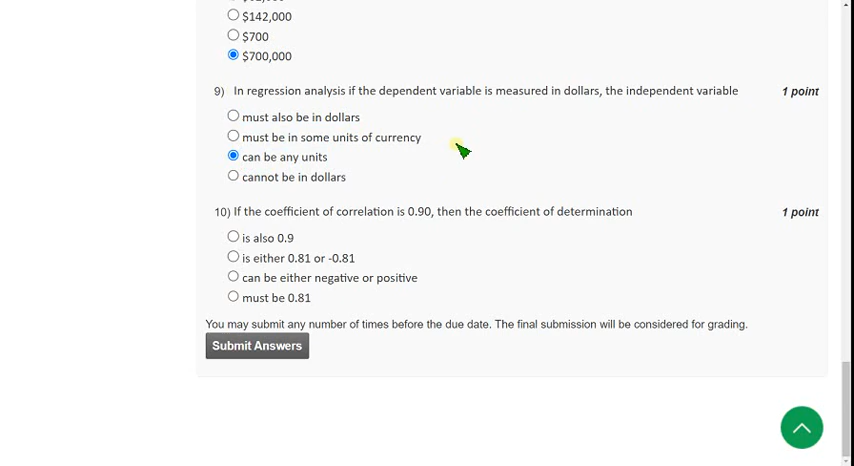 $142,000
$700
$700,000
9) In regression analysis if the dependent variable is measured in dollars, the independent variable 1 point
must also be in dollars
must be in some units of currency
can be any units
cannot be in dollars
10) If the coefficient of correlation is 0.90, then the coefficient of determination 1 point
is also 0.9
is either 0.81 or -0.81
can be either negative or positive
must be 0.81
You may submit any number of times before the due date. The final submission will be considered for grading.
Submit Answers